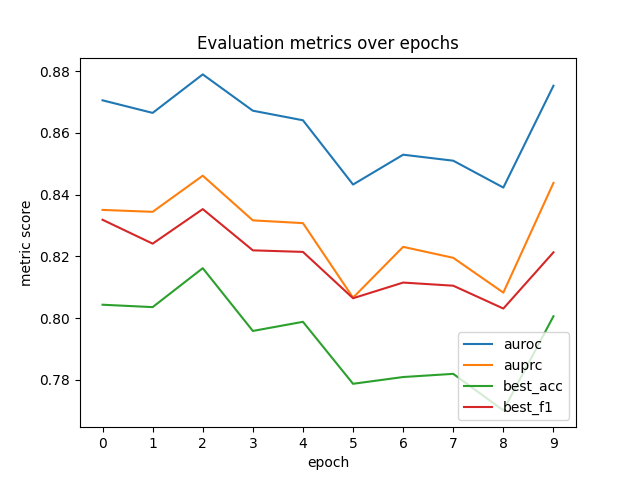 Evaluation metrics over epochs
metric score
0.88
0.86
0.84
0.82
0.80
0.78
auroc
auprc
best_acc
best_f1
0 1 2 3 4 5 6 7 8 9
epoch